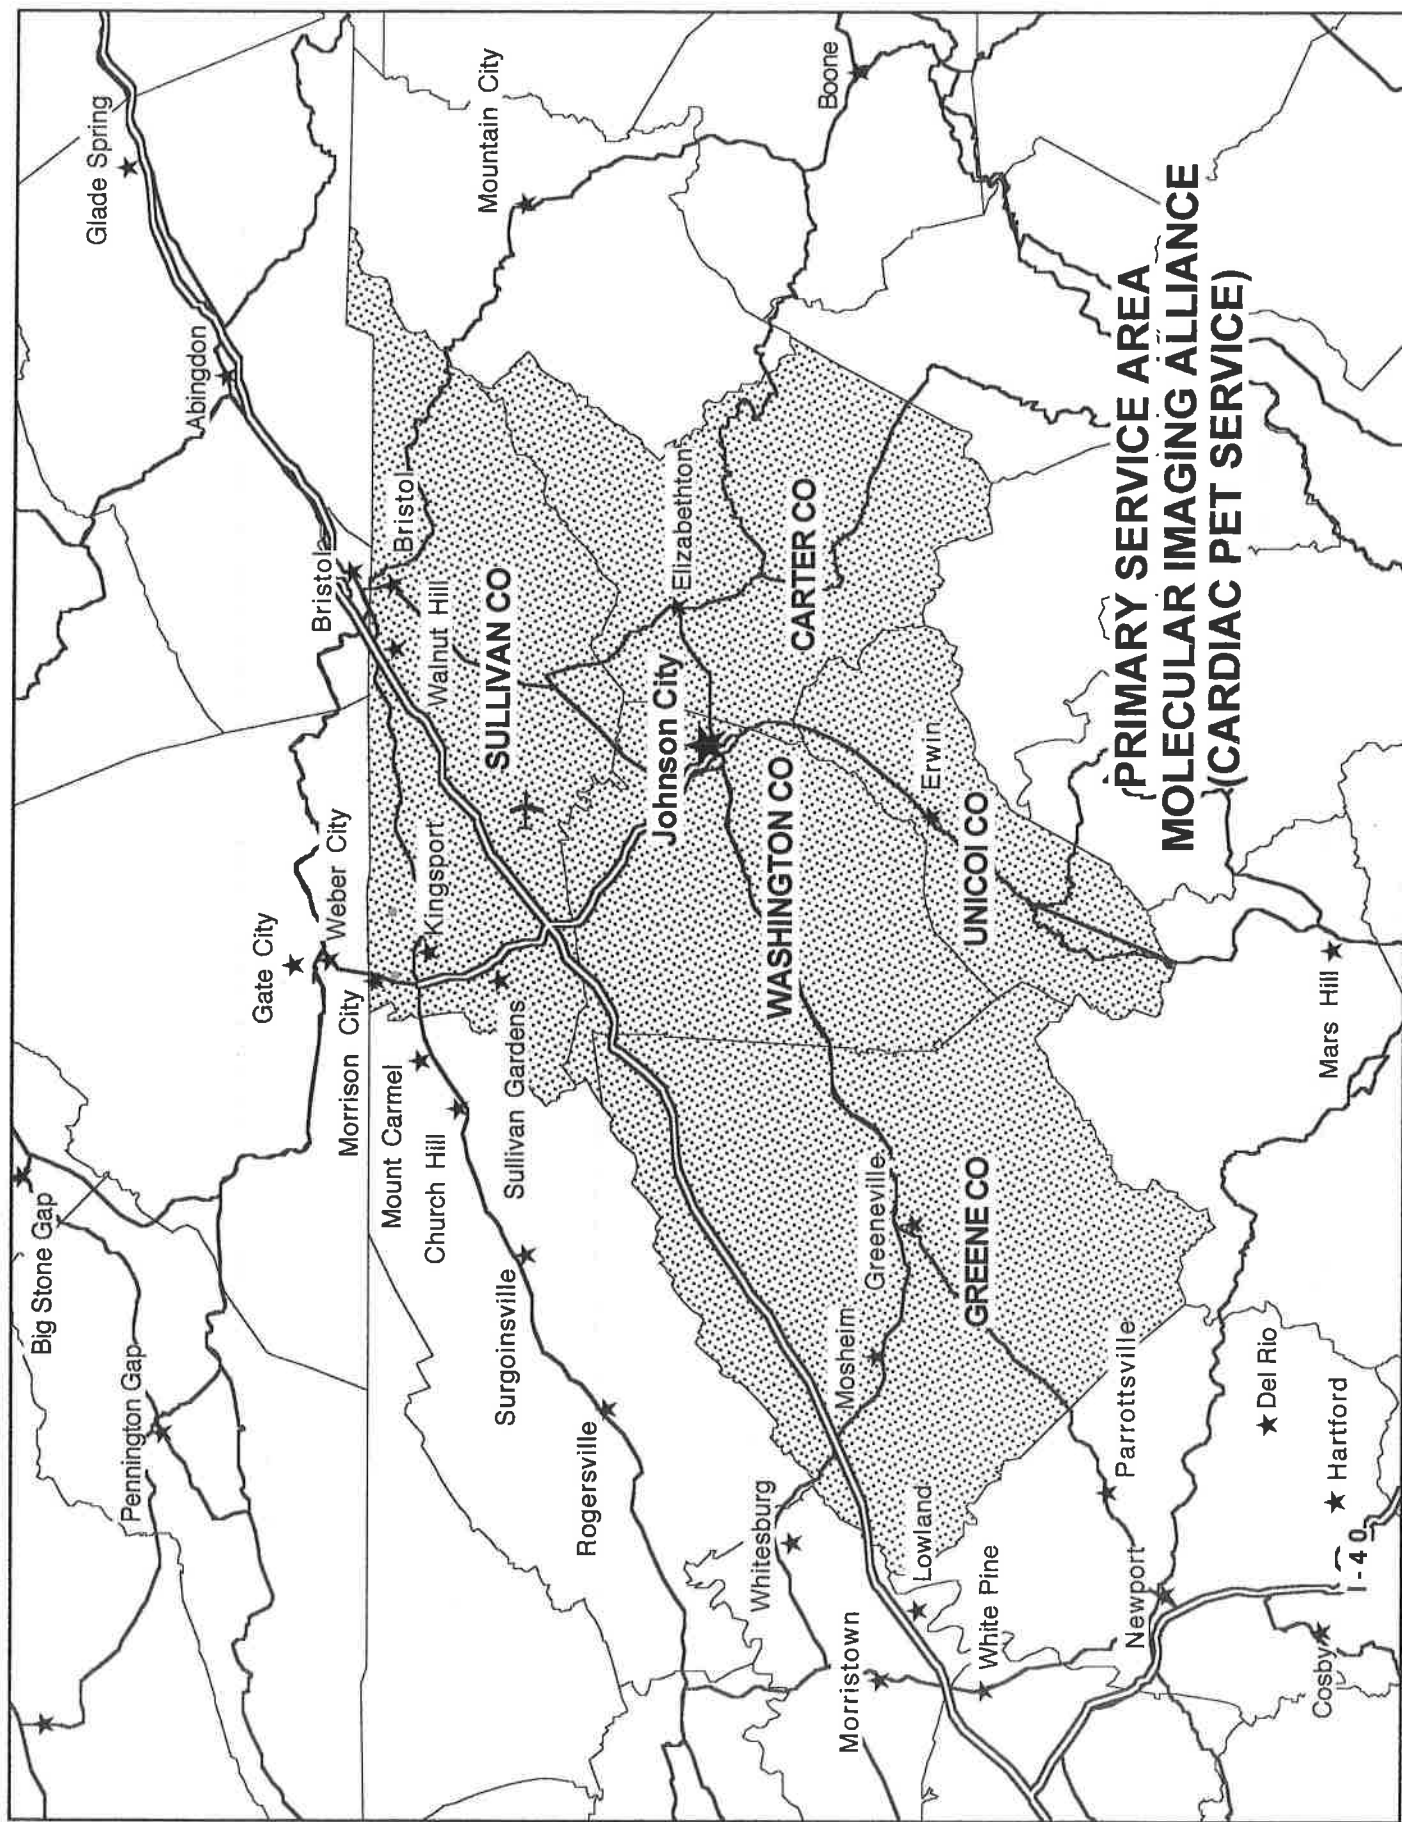 Big Stone Gap
Pennington Gap
Gate City
Weber City
Bristol
Abingdon
Glade Spring
Morrison City
Mount Carmel
Church Hill
Sullivan Gardens
Kingsport
Walnut Hill
Bristol
SULLIVAN CO
Mountain City
Surgoinsville
Rogersville
Johnson City
Elizabethton
Whitesburg
WASHINGTON CO
CARTER CO
Boone
Morristown
Lowland
Mosheim
Greeneville
Erwin
White Pine
GREENE CO
UNICOI CO
Newport
Parrottsville
PRIMARY SERVICE AREA
MOLECULAR IMAGING ALLIANCE
(CARDIAC PET SERVICE)
Del Rio
Cosby
Hartford
Mars Hill
I-40